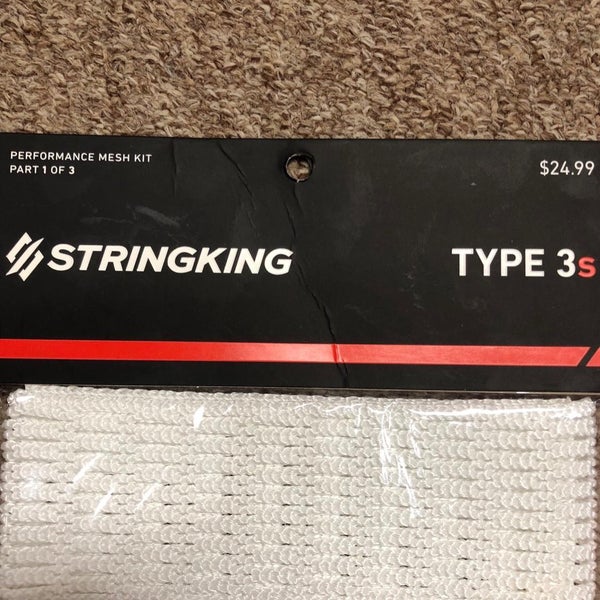 PERFORMANCE MESH KIT
PART 1 OF 3
$24.99
STRINGKING
TYPE 3s